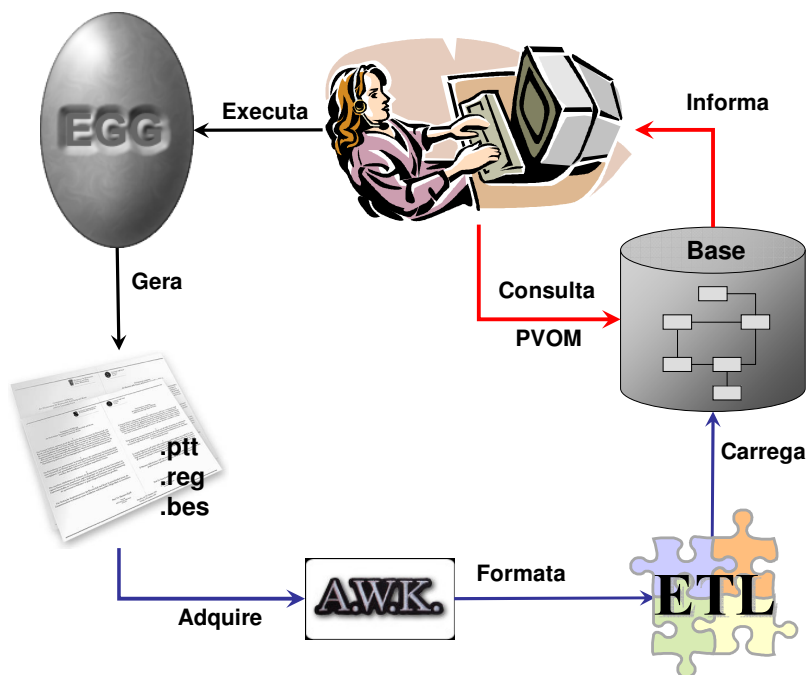 Executa
Informa
EGG
Base
Gera
Consulta
PVOM
.ptt
.reg
.bes
Carrega
Formata
A.W.K.
ETL
Adquire